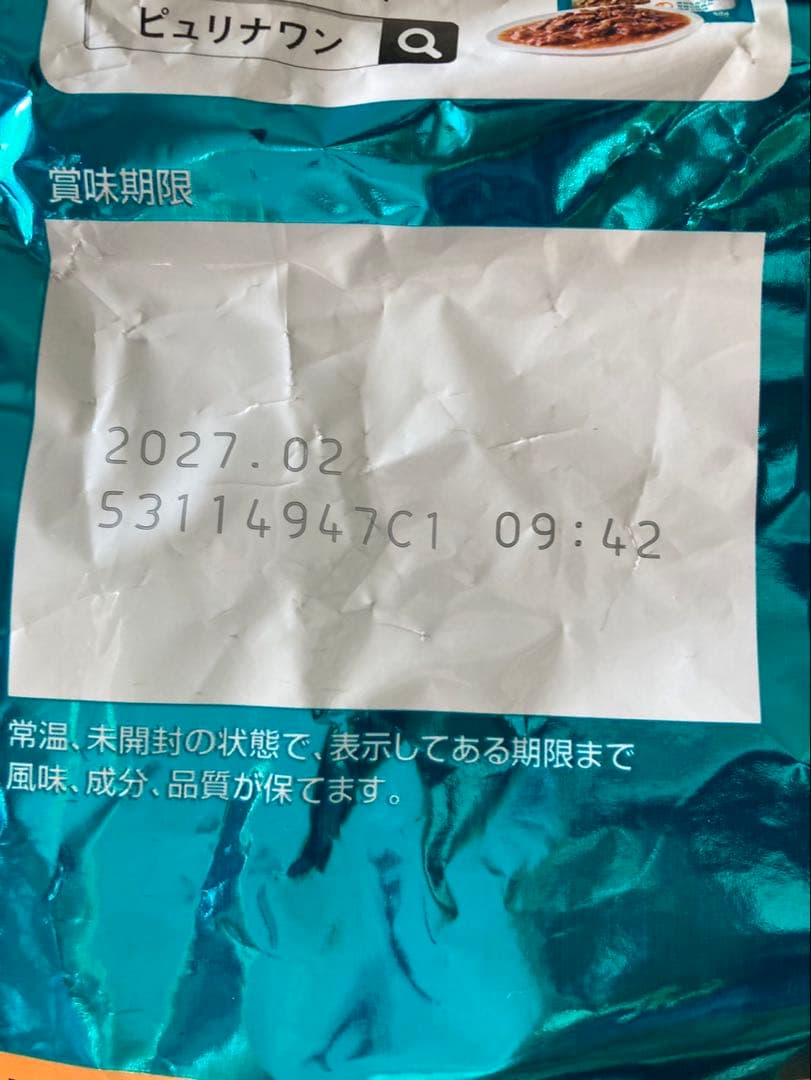 ピュリナワン
賞味期限
2027.02
53114947C1 09:42
常温、未開封の状態で、表示してある期限まで
風味、成分、品質が保てます。